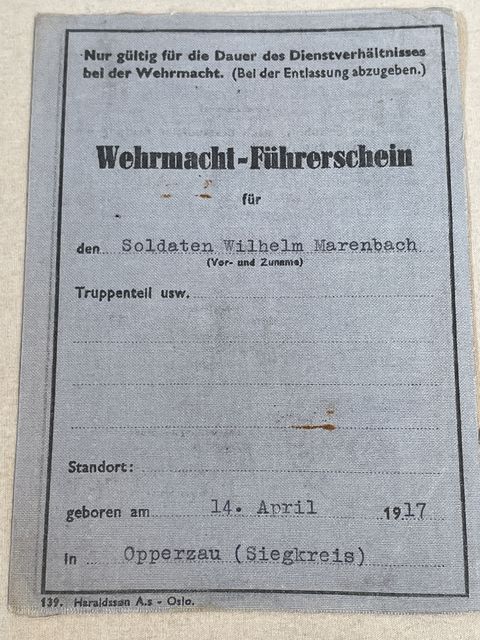 Nur gültig für die Dauer des Dienstverhältnisses
bei der Wehrmacht. (Bei der Entlassung abzugeben.)
Wehrmacht-Führerschein
für
den Soldaten Wilhelm Marenbach
(Vor- und Zuname)
Truppenteil usw.
Standort:
geboren am 14. April 1917
in Opperzau (Siegkreis)
139. Haraldssen A.s - Oslo.